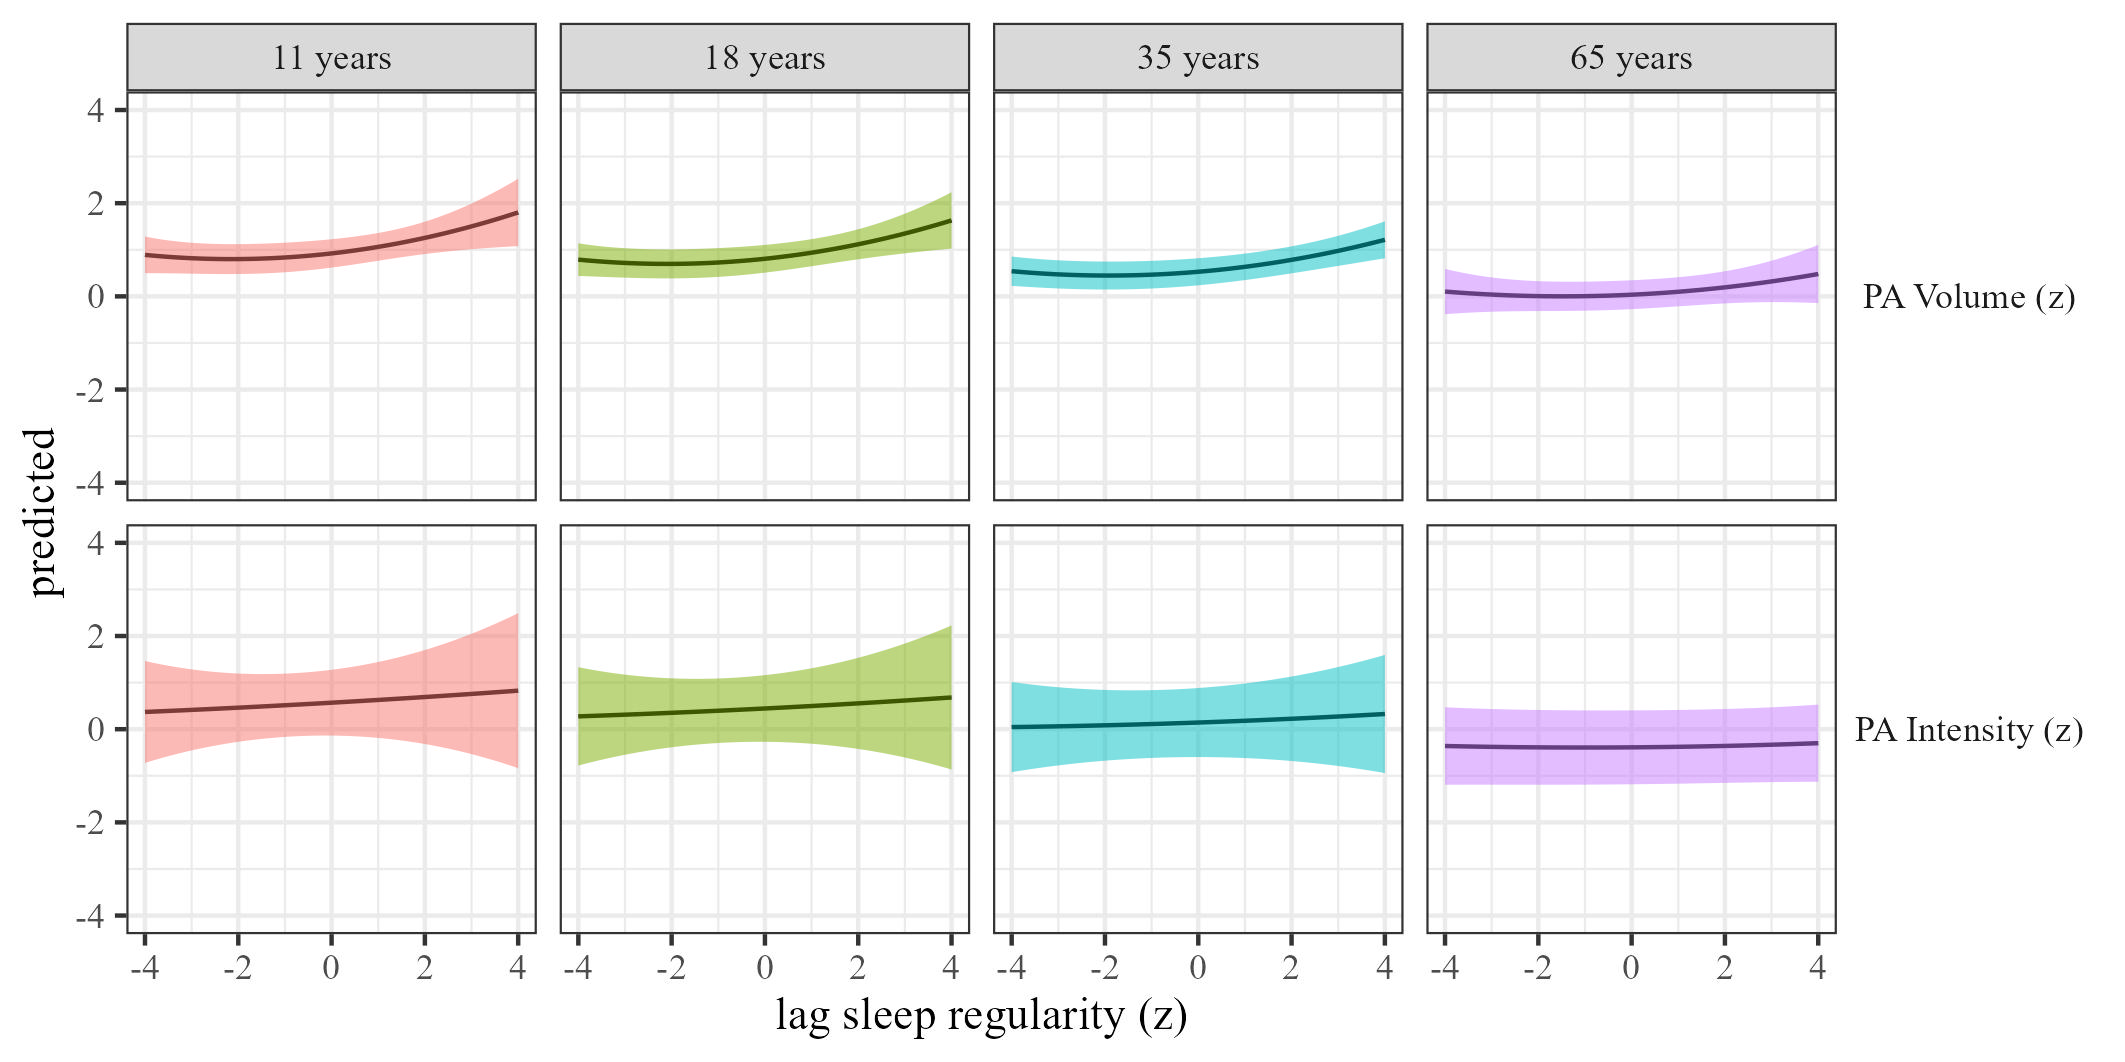 11 years
18 years
35 years
65 years
4
2
0
-2
-4
PA Volume (z)
predicted
4
2
0
-2
-4
PA Intensity (z)
-4 -2 0 2 4
-4 -2 0 2 4
-4 -2 0 2 4
-4 -2 0 2 4
lag sleep regularity (z)